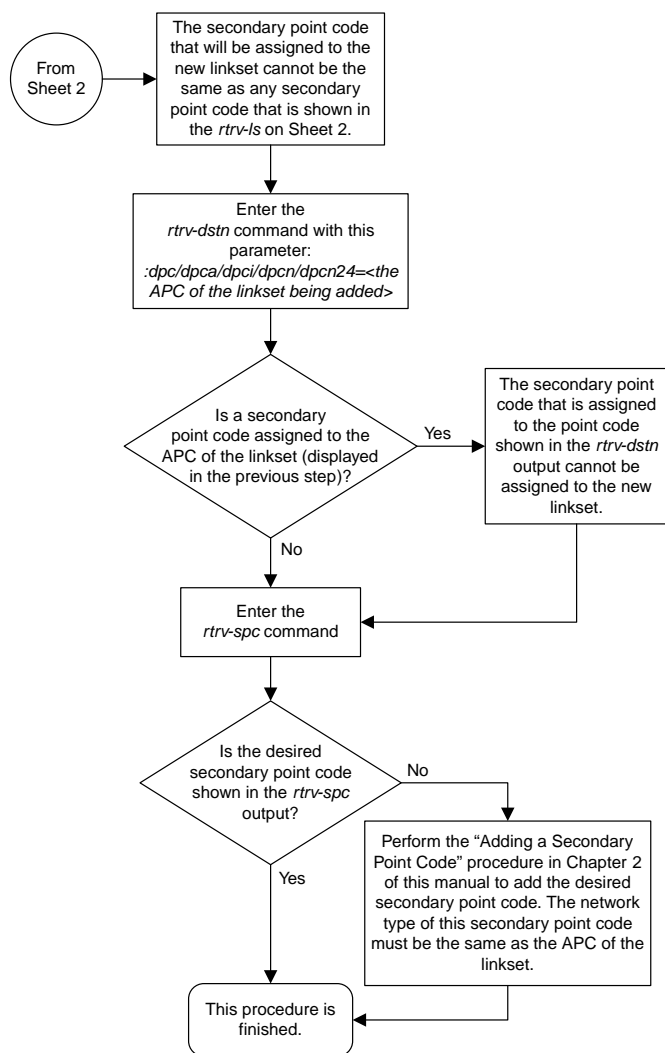 From
Sheet 2
The secondary point code
that will be assigned to the
new linkset cannot be the
same as any secondary
point code that is shown in
the rtrv-ls on Sheet 2.
Enter the
rtrv-dstn command with this
parameter:
:dpc/dpca/dpci/dpcn/dpcn24=<the
APC of the linkset being added>
Is a secondary
point code assigned to the
APC of the linkset (displayed
in the previous step)?
Yes
The secondary point
code that is assigned
to the point code
shown in the rtrv-dstn
output cannot be
assigned to the new
linkset.
No
Enter the
rtrv-spc command
Is the desired
secondary point code
shown in the rtrv-spc
output?
No
Perform the “Adding a Secondary
Point Code” procedure in Chapter 2
of this manual to add the desired
secondary point code. The network
type of this secondary point code
must be the same as the APC of the
linkset.
Yes
This procedure is
finished.